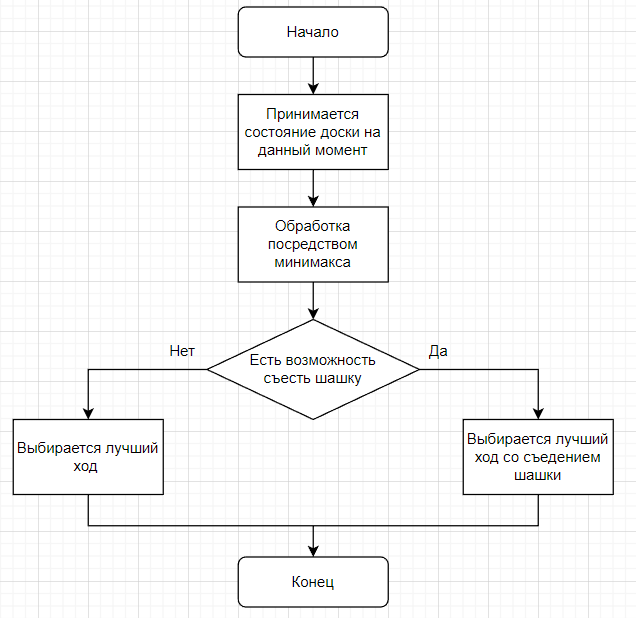 Начало
Принимается
состояние доски на
данный момент
Обработка
посредством
минимакса
Нет
Есть возможность
съесть шашку
Да
Выбирается лучший
ход
Выбирается лучший
ход со съедением
шашки
Конец